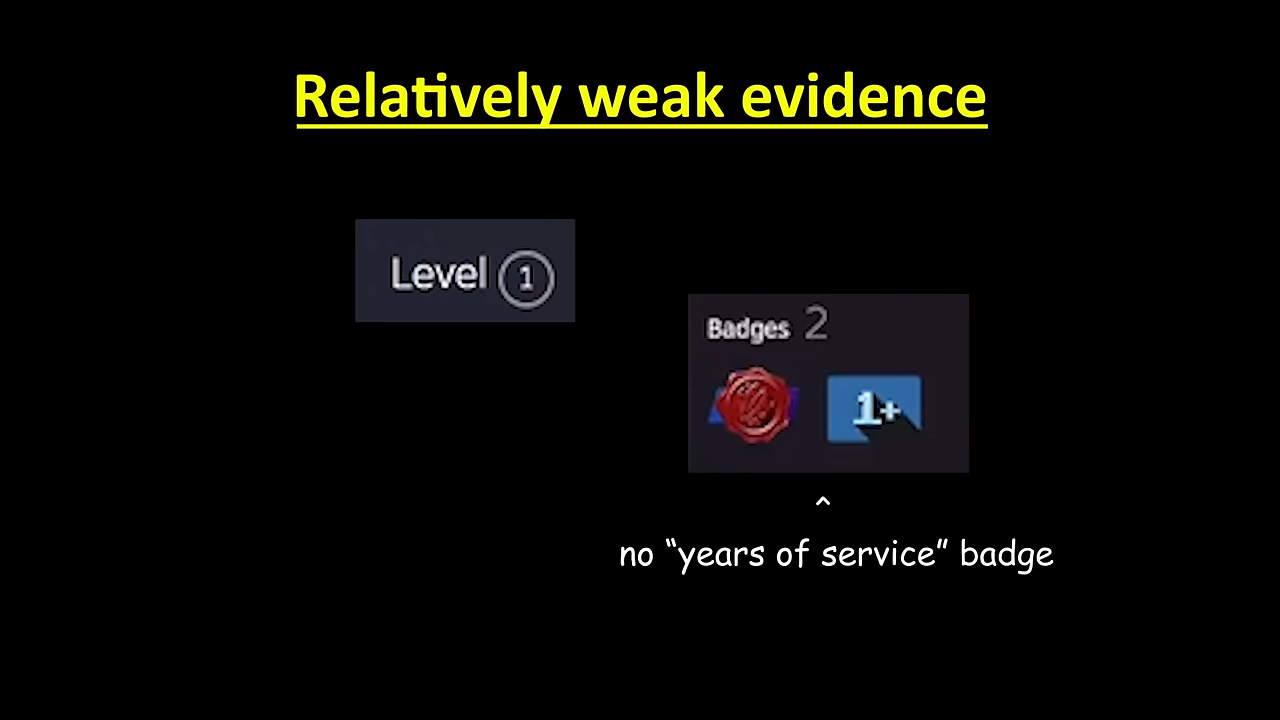 Relatively weak evidence
Level 1
Badges 2
1+
^
no “years of service” badge